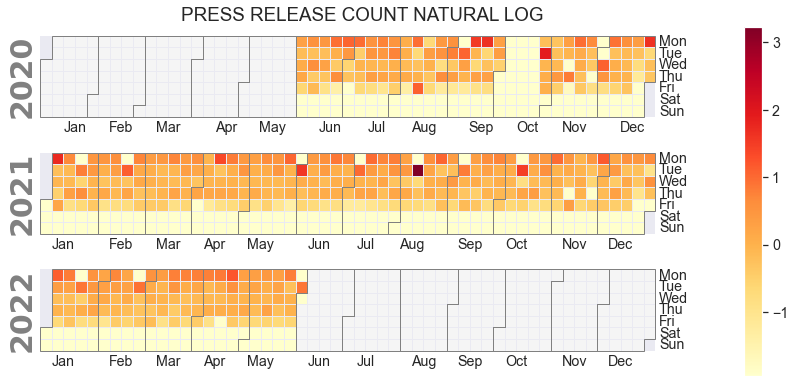 PRESS RELEASE COUNT NATURAL LOG
2020
Mon
Tue
Wed
Thu
Fri
Sat
Sun
Jan Feb Mar Apr May Jun Jul Aug Sep Oct Nov Dec
2021
Mon
Tue
Wed
Thu
Fri
Sat
Sun
Jan Feb Mar Apr May Jun Jul Aug Sep Oct Nov Dec
2022
Mon
Tue
Wed
Thu
Fri
Sat
Sun
Jan Feb Mar Apr May Jun Jul Aug Sep Oct Nov Dec
3
2
1
0
−1